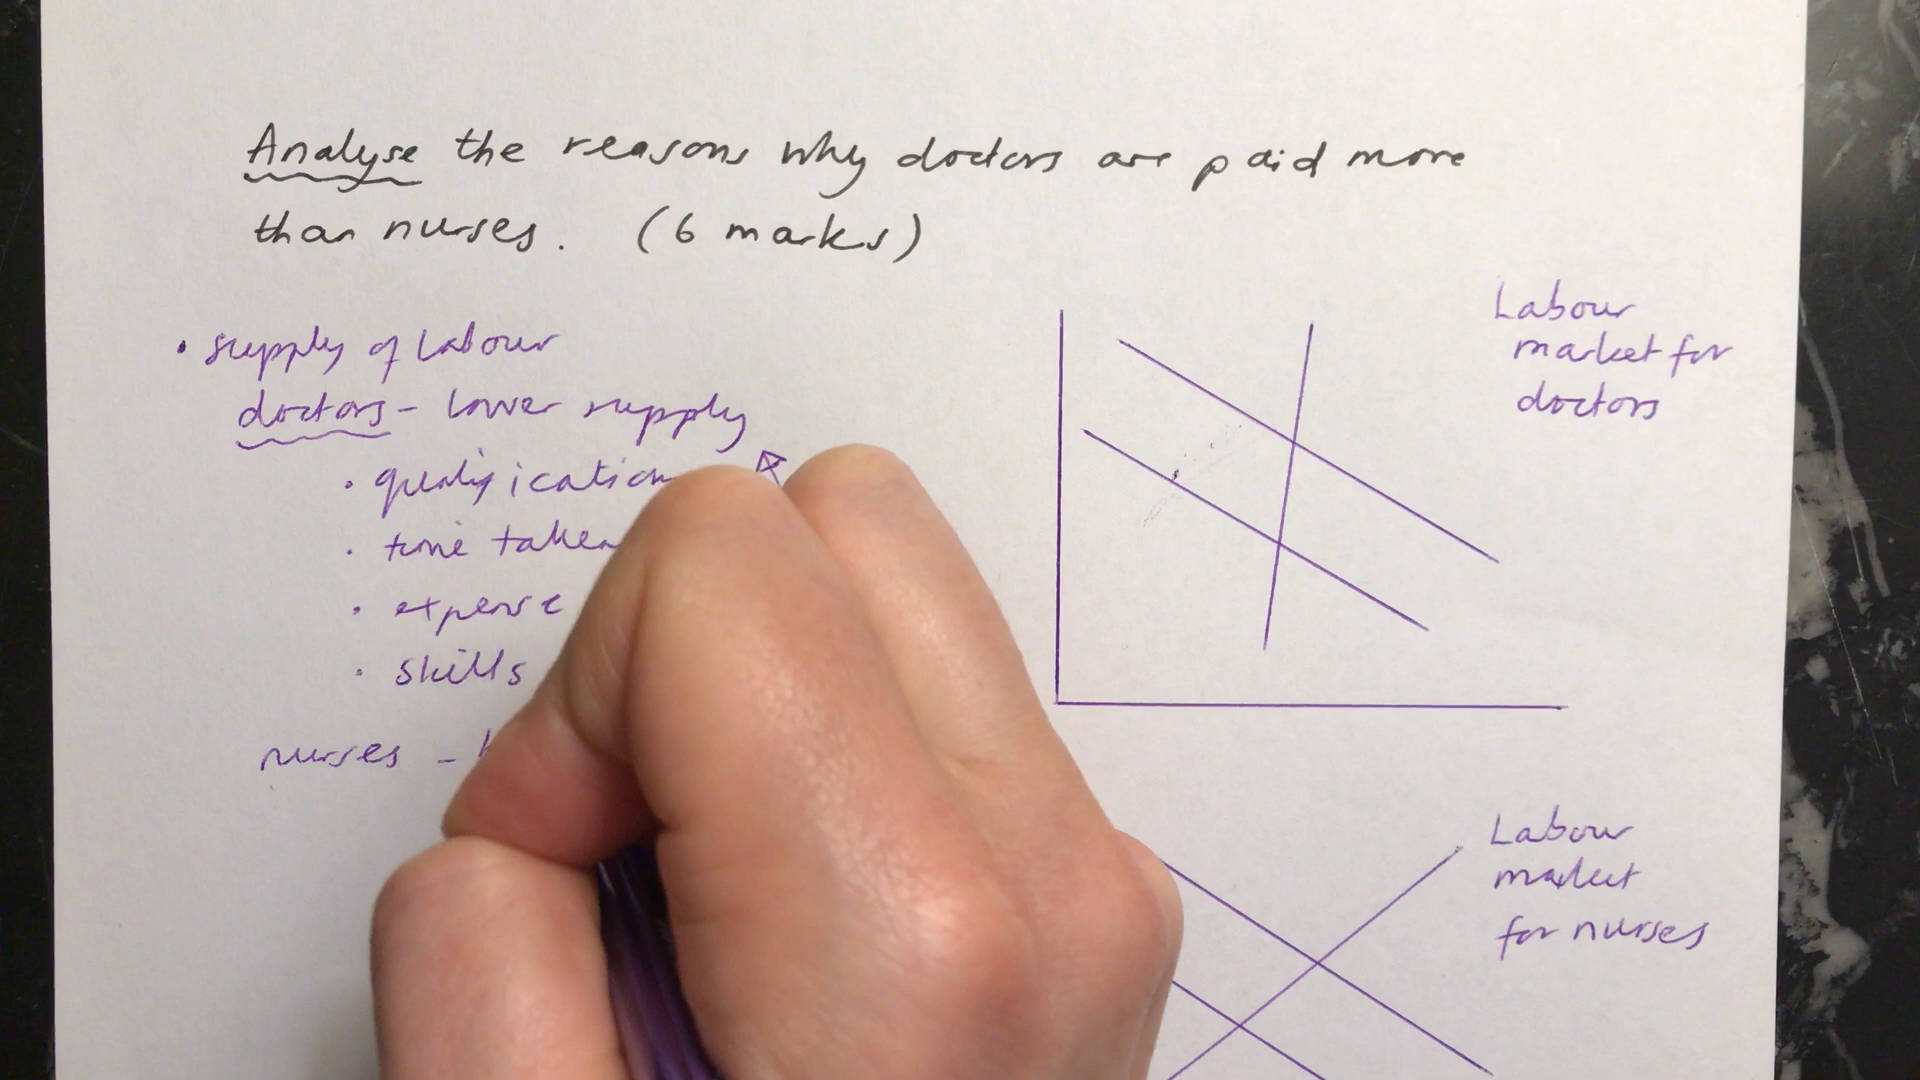 Analyse the reasons why doctors are paid more
than nurses. (6 marks)
• supply of Labour
doctors - lower supply
• qualification
• time taken
• expense
• skills
nurses -
Labour
market for
doctors
Labour
market
for nurses